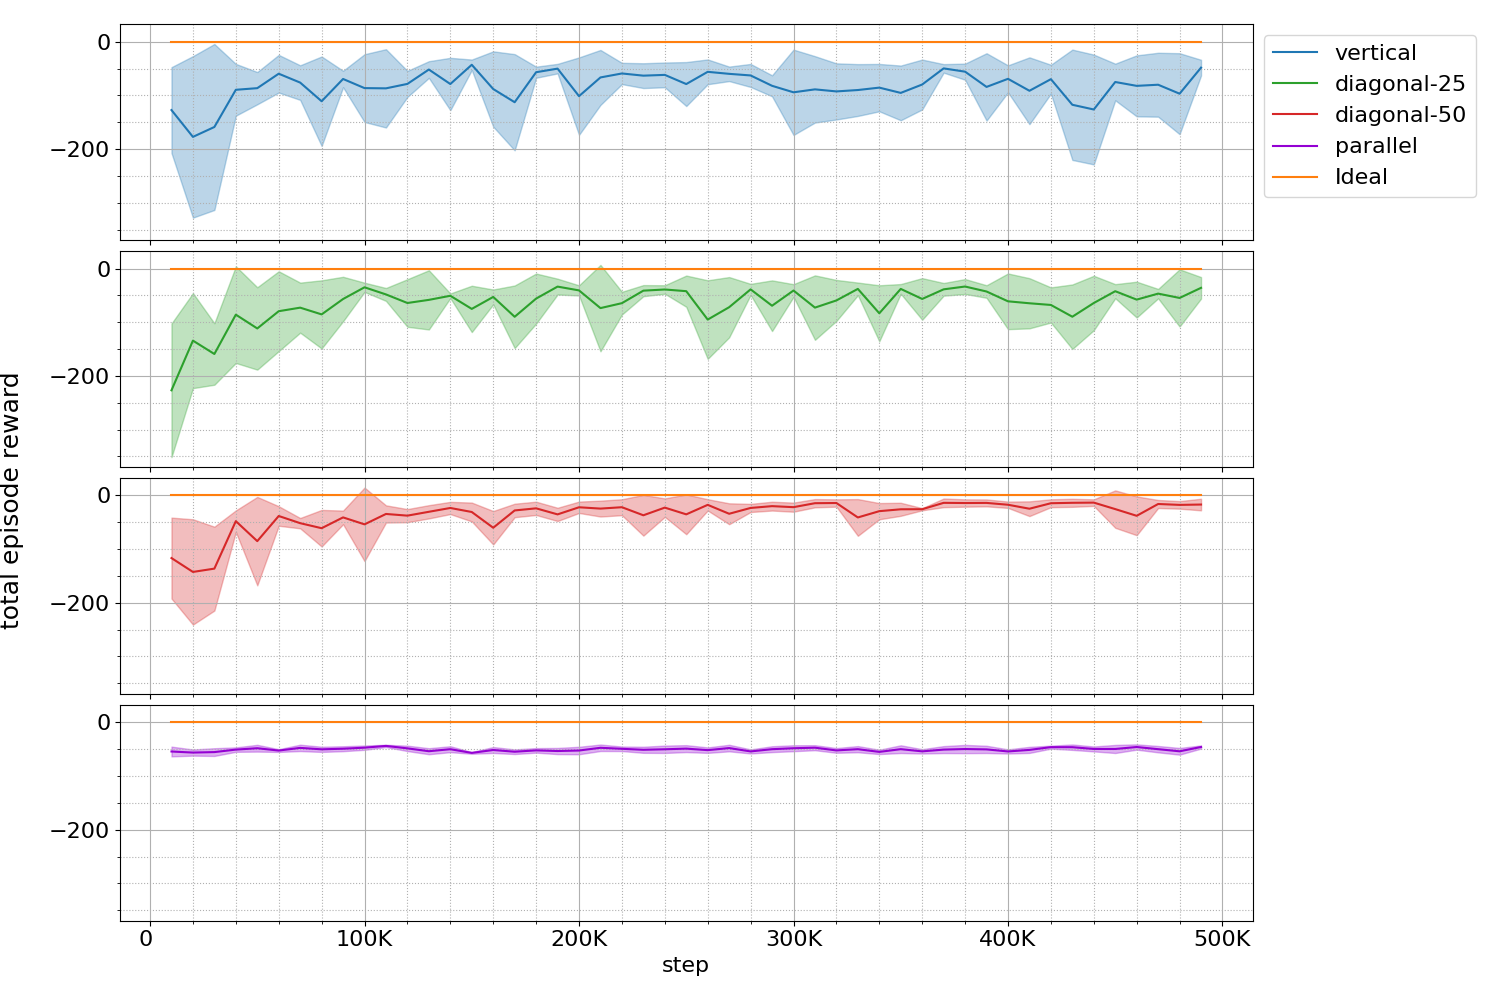 total episode reward
0
−200
0
−200
0
−200
0
−200
0
100K
200K
300K
400K
500K
step
vertical
diagonal-25
diagonal-50
parallel
Ideal